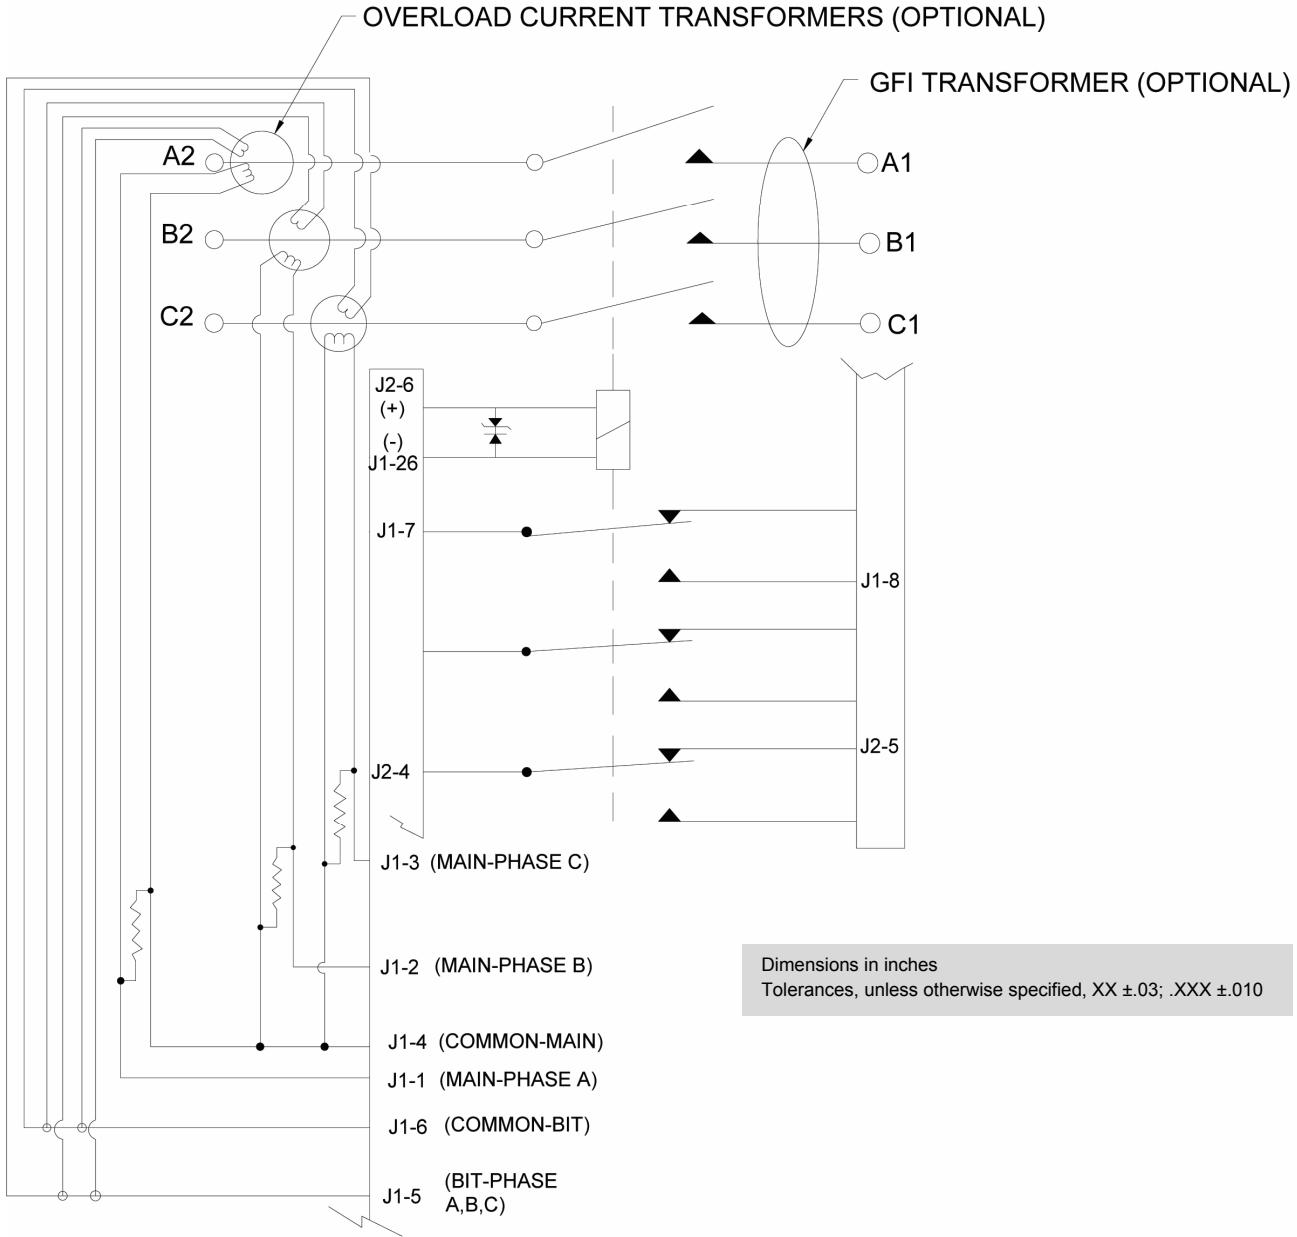 OVERLOAD CURRENT TRANSFORMERS (OPTIONAL)
GFI TRANSFORMER (OPTIONAL)
A2
A1
B2
B1
C2
C1
J2-6
(+)
(-)
J1-26
J1-7
J1-8
J2-5
J2-4
J1-3 (MAIN-PHASE C)
J1-2 (MAIN-PHASE B)
Dimensions in inches
Tolerances, unless otherwise specified, XX ±.03; .XXX ±.010
J1-4 (COMMON-MAIN)
J1-1 (MAIN-PHASE A)
J1-6 (COMMON-BIT)
J1-5 (BIT-PHASE
A,B,C)